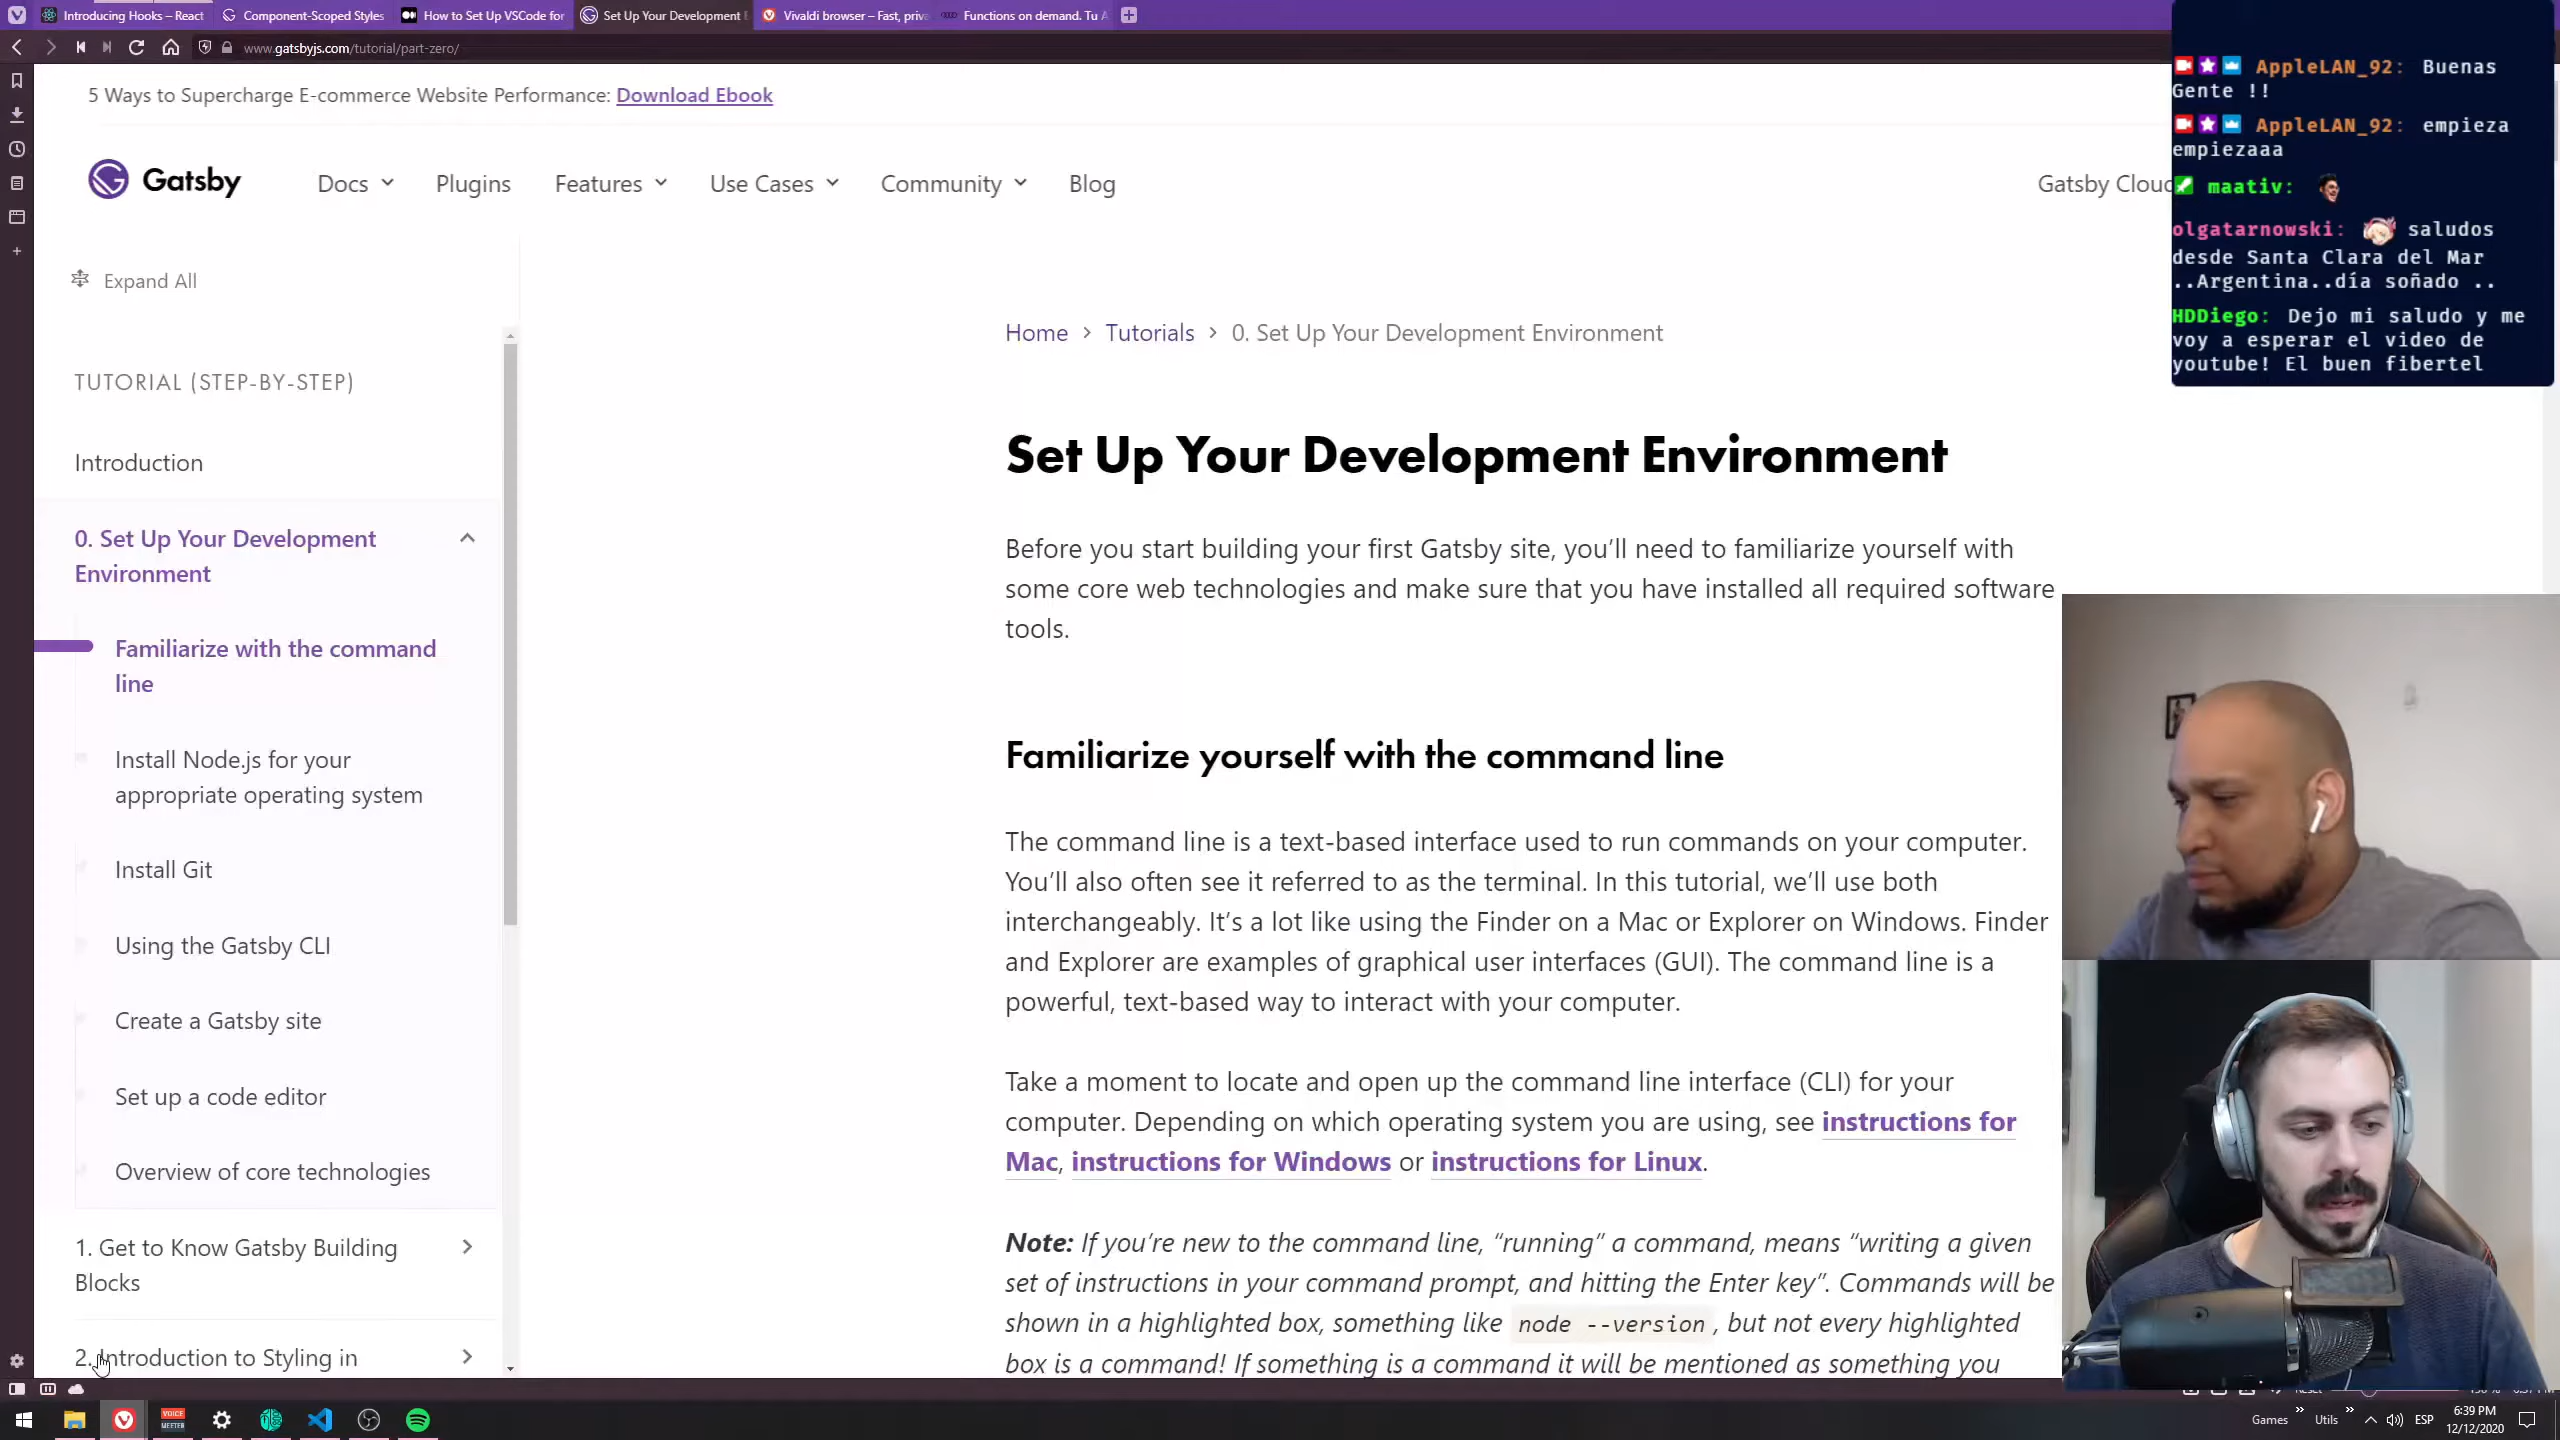 Introducing Hooks – React
Component-Scoped Styles
How to Set Up VSCode for
Set Up Your Development E
Vivaldi browser – Fast, priva
Functions on demand. Tu A
www.gatsbyjs.com/tutorial/part-zero/
5 Ways to Supercharge E-commerce Website Performance: Download Ebook
Gatsby
Docs
Plugins
Features
Use Cases
Community
Blog
Gatsby Cloud
Expand All
TUTORIAL (STEP-BY-STEP)
Introduction
0. Set Up Your Development
Environment
Familiarize with the command
line
Install Node.js for your
appropriate operating system
Install Git
Using the Gatsby CLI
Create a Gatsby site
Set up a code editor
Overview of core technologies
1. Get to Know Gatsby Building
Blocks
2. Introduction to Styling in
Home > Tutorials > 0. Set Up Your Development Environment
Set Up Your Development Environment
Before you start building your first Gatsby site, you’ll need to familiarize yourself with
some core web technologies and make sure that you have installed all required software
tools.
Familiarize yourself with the command line
The command line is a text-based interface used to run commands on your computer.
You’ll also often see it referred to as the terminal. In this tutorial, we’ll use both
interchangeably. It’s a lot like using the Finder on a Mac or Explorer on Windows. Finder
and Explorer are examples of graphical user interfaces (GUI). The command line is a
powerful, text-based way to interact with your computer.
Take a moment to locate and open up the command line interface (CLI) for your
computer. Depending on which operating system you are using, see instructions for
Mac, instructions for Windows or instructions for Linux.
Note: If you’re new to the command line, “running” a command, means “writing a given
set of instructions in your command prompt, and hitting the Enter key”. Commands will be
shown in a highlighted box, something like node --version, but not every highlighted
box is a command! If something is a command it will be mentioned as something you
AppleLAN_92: Buenas
Gente !!
AppleLAN_92: empieza
empiezaaa
maativ:
olgatarnowski: saludos
desde Santa Clara del Mar
..Argentina..día soñado ..
HDDiego: Dejo mi saludo y me
voy a esperar el video de
youtube! El buen fibertel
VOICE
MEETER
Games
Utils
ESP
6:39 PM
12/12/2020